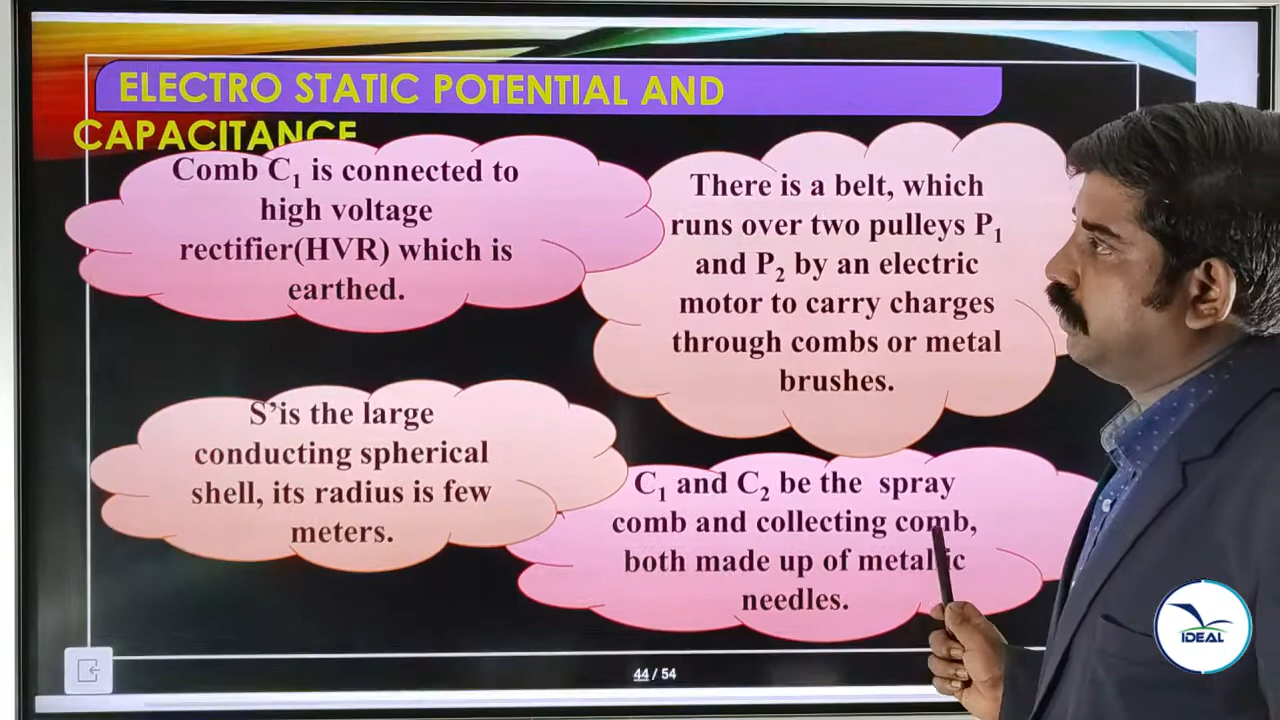 ELECTRO STATIC POTENTIAL AND
CAPACITANCE
Comb C₁ is connected to
high voltage
rectifier(HVR) which is
earthed.
There is a belt, which
runs over two pulleys P₁
and P₂ by an electric
motor to carry charges
through combs or metal
brushes.
S’is the large
conducting spherical
shell, its radius is few
meters.
C₁ and C₂ be the spray
comb and collecting comb,
both made up of metallic
needles.
44 / 54
IDEAL